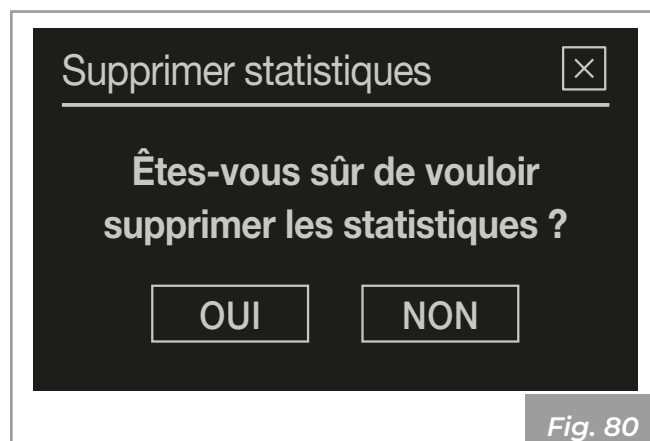 Supprimer statistiques
Êtes-vous sûr de vouloir
supprimer les statistiques ?
OUI NON
Fig. 80